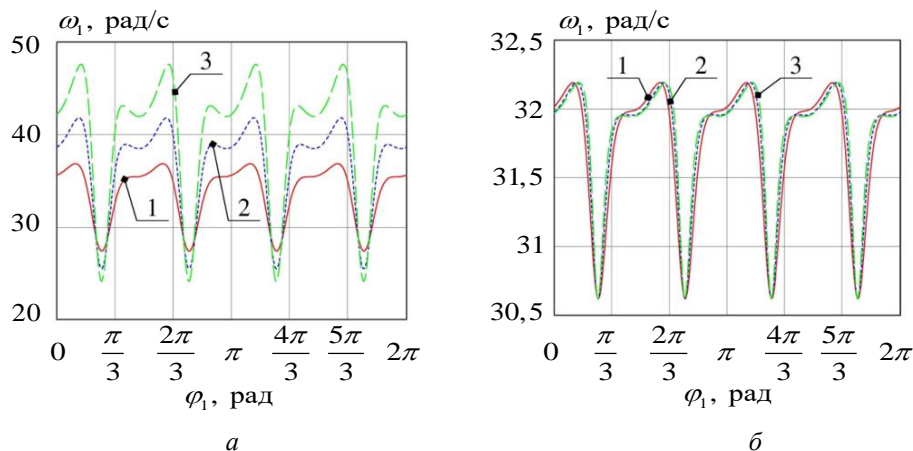 ω₁, рад/с
50
40
30
20
3
2
1
0 π/3 2π/3 π 4π/3 5π/3 2π
φ₁, рад
а
ω₁, рад/с
32,5
32
31,5
31
30,5
1 2 3
0 π/3 2π/3 π 4π/3 5π/3 2π
φ₁, рад
б